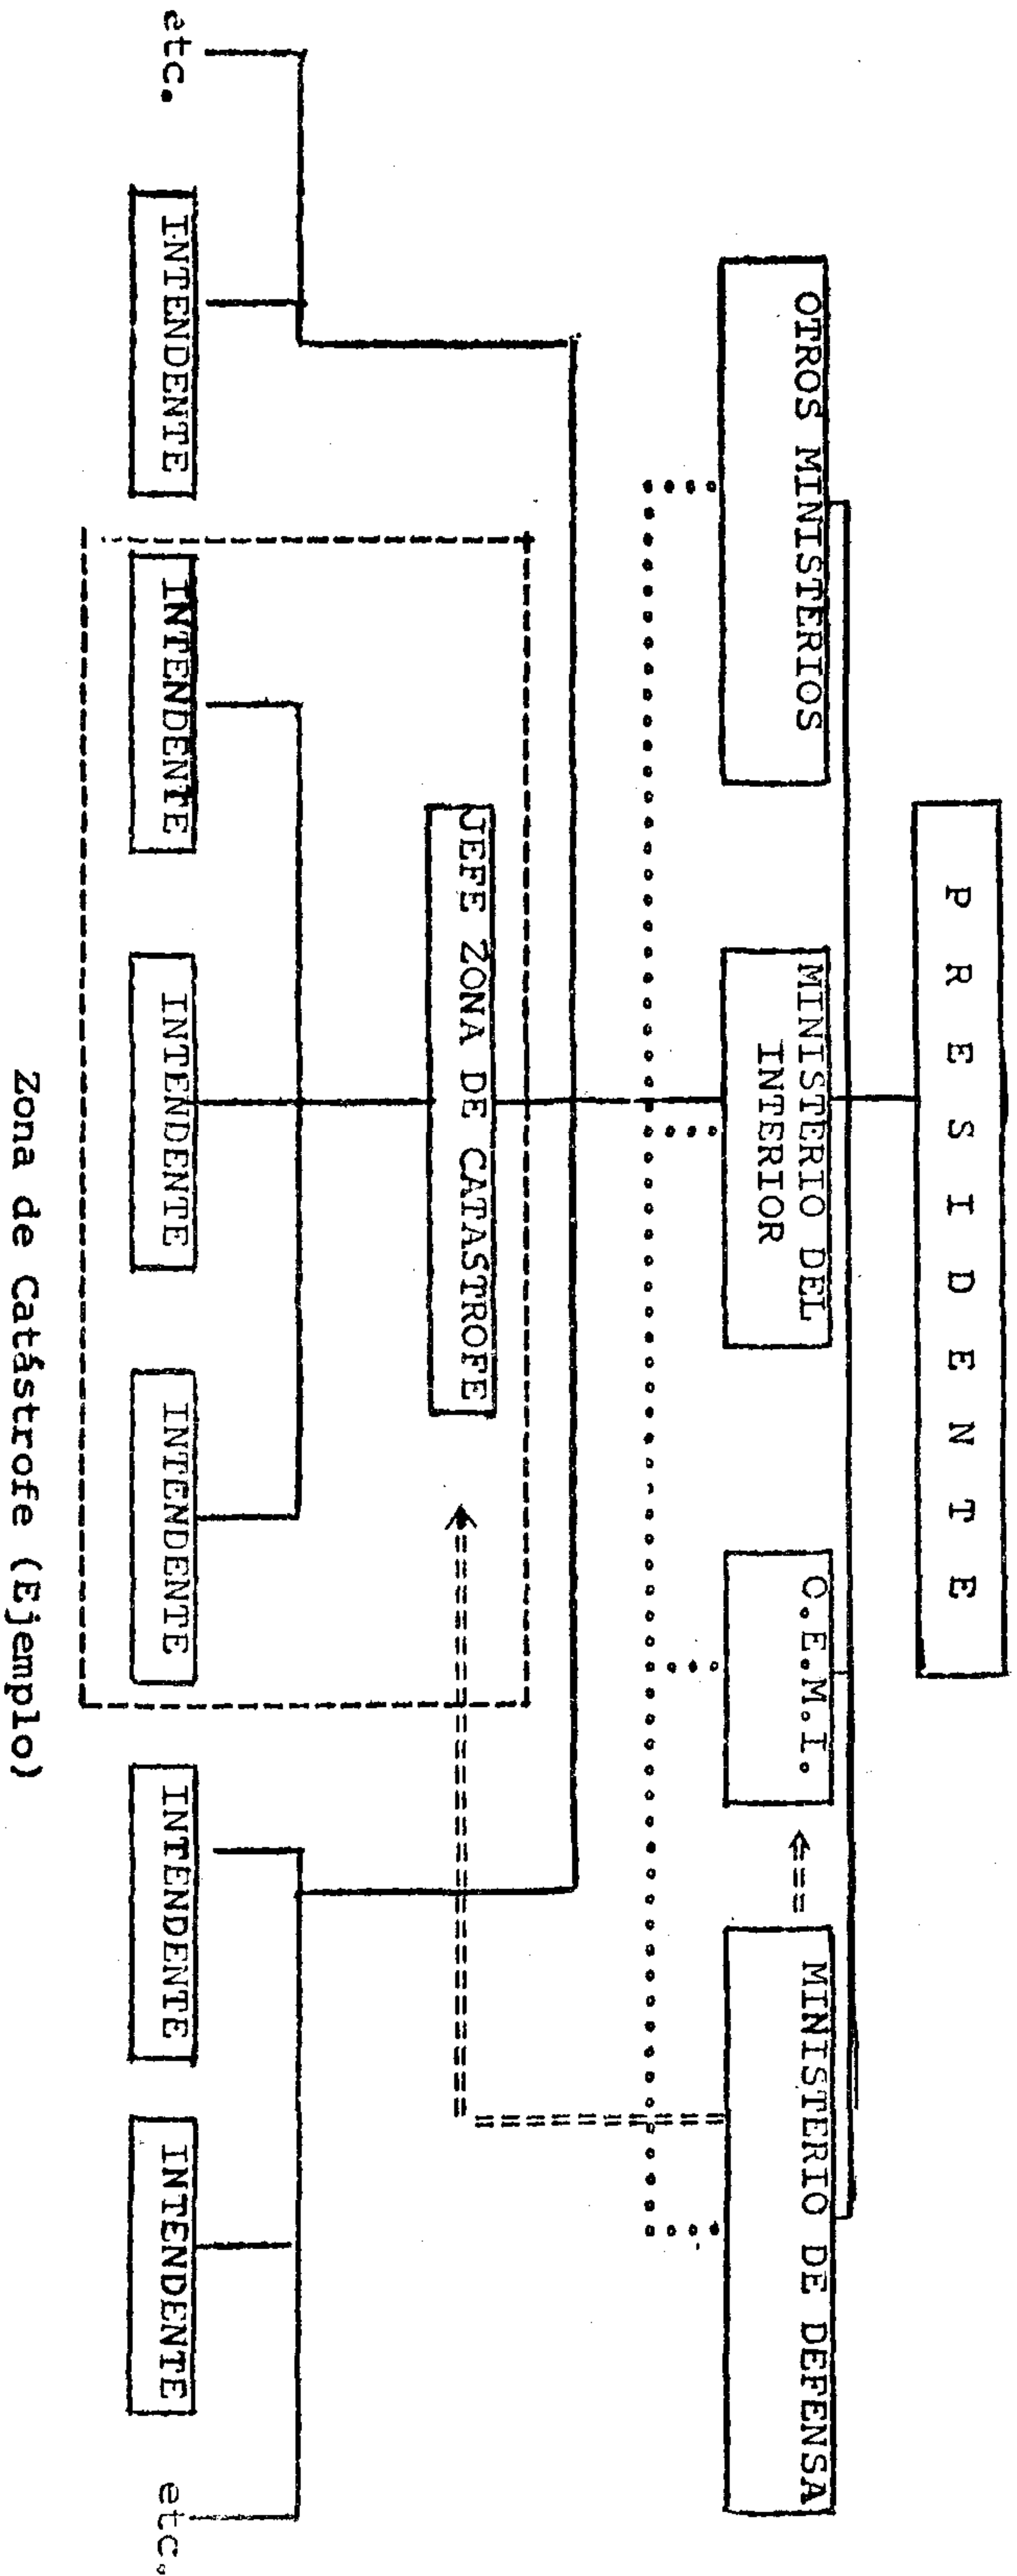 P R E S I D E N T E
OTROS MINISTERIOS
MINISTERIO DEL
INTERIOR
C.E.M.I.
MINISTERIO DE DEFENSA
JEFE ZONA DE CATASTROFE
etc.
INTENDENTE
INTENDENTE
INTENDENTE
INTENDENTE
INTENDENTE
INTENDENTE
etc.
Zona de Catástrofe (Ejemplo)